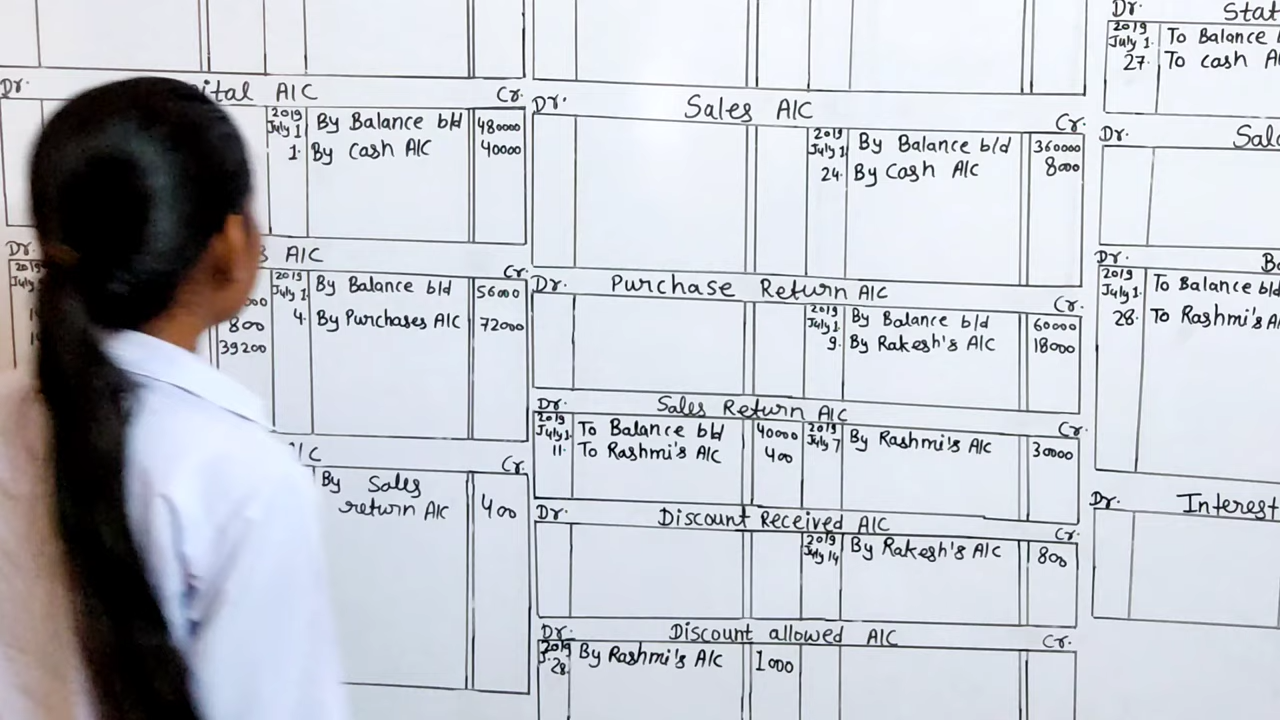 Dr. ital A/C Cr.
2019
July 1 By Balance b/d 480000
1. By Cash A/C 40000
Dr. A/C Cr.
2019
July 1. By Balance b/d 56000
800 4. By Purchases A/C 72000
39200
Cr.
By Sales
return A/C 400
Dr. Sales A/C Cr.
2019
July 1 By Balance b/d 360000
24. By Cash A/C 8000
Dr. Purchase Return A/C Cr.
2019
July 1. By Balance b/d 60000
9. By Rakesh's A/C 18000
Dr. Sales Return A/C Cr.
2019 2019
July 1. To Balance b/d 40000 July 7 By Rashmi's A/C 30000
11. To Rashmi's A/C 400
Dr. Discount Received A/C Cr.
2019
July 14 By Rakesh's A/C 800
Dr. Discount allowed A/C Cr.
2019
J. 28. By Rashmi's A/C 1000
Dr. Stat
2019
July 1. To Balance
27. To cash A/
Dr. Sal
Dr. B
2019
July 1. To Balance b/d
28. To Rashmi's A/
Dr. Interest